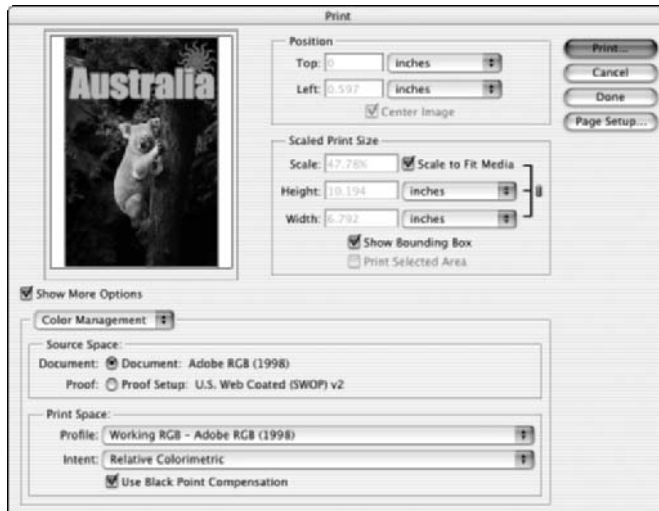 Print
Australia
Position
Top: 0 inches
Left: 0.597 inches
Center Image
Scaled Print Size
Scale: 47.78% Scale to Fit Media
Height: 10.194 inches
Width: 6.792 inches
Show Bounding Box
Print Selected Area
Print...
Cancel
Done
Page Setup...
Show More Options
Color Management
Source Space:
Document: Document: Adobe RGB (1998)
Proof: Proof Setup: U.S. Web Coated (SWOP) v2
Print Space:
Profile: Working RGB - Adobe RGB (1998)
Intent: Relative Colorimetric
Use Black Point Compensation